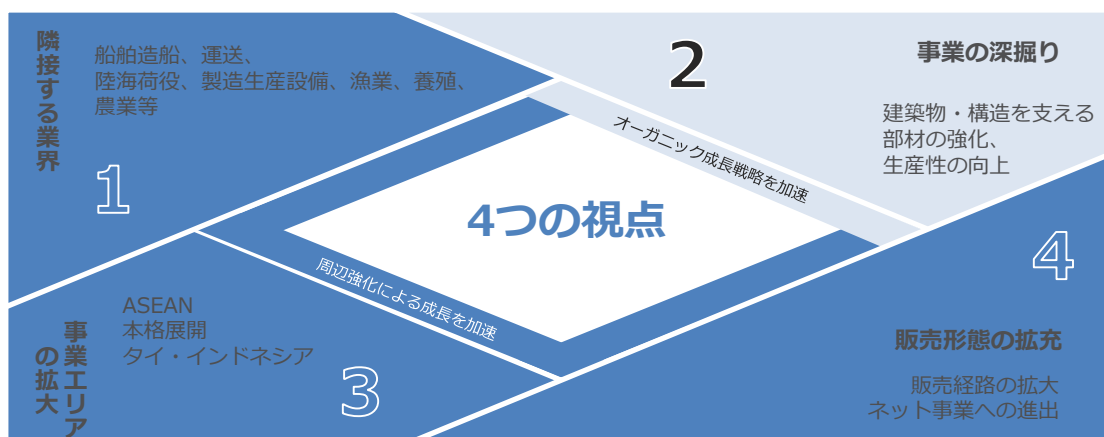 隣接する業界
船舶造船、運送、
陸海荷役、製造生産設備、漁業、養殖、
農業等
1
2
事業の深掘り
建築物・構造を支える
部材の強化、
生産性の向上
オーガニック成長戦略を加速
4つの視点
周辺強化による成長を加速
事業エリア
の拡大
ASEAN
本格展開
タイ・インドネシア
3
4
販売形態の拡充
販売経路の拡大
ネット事業への進出